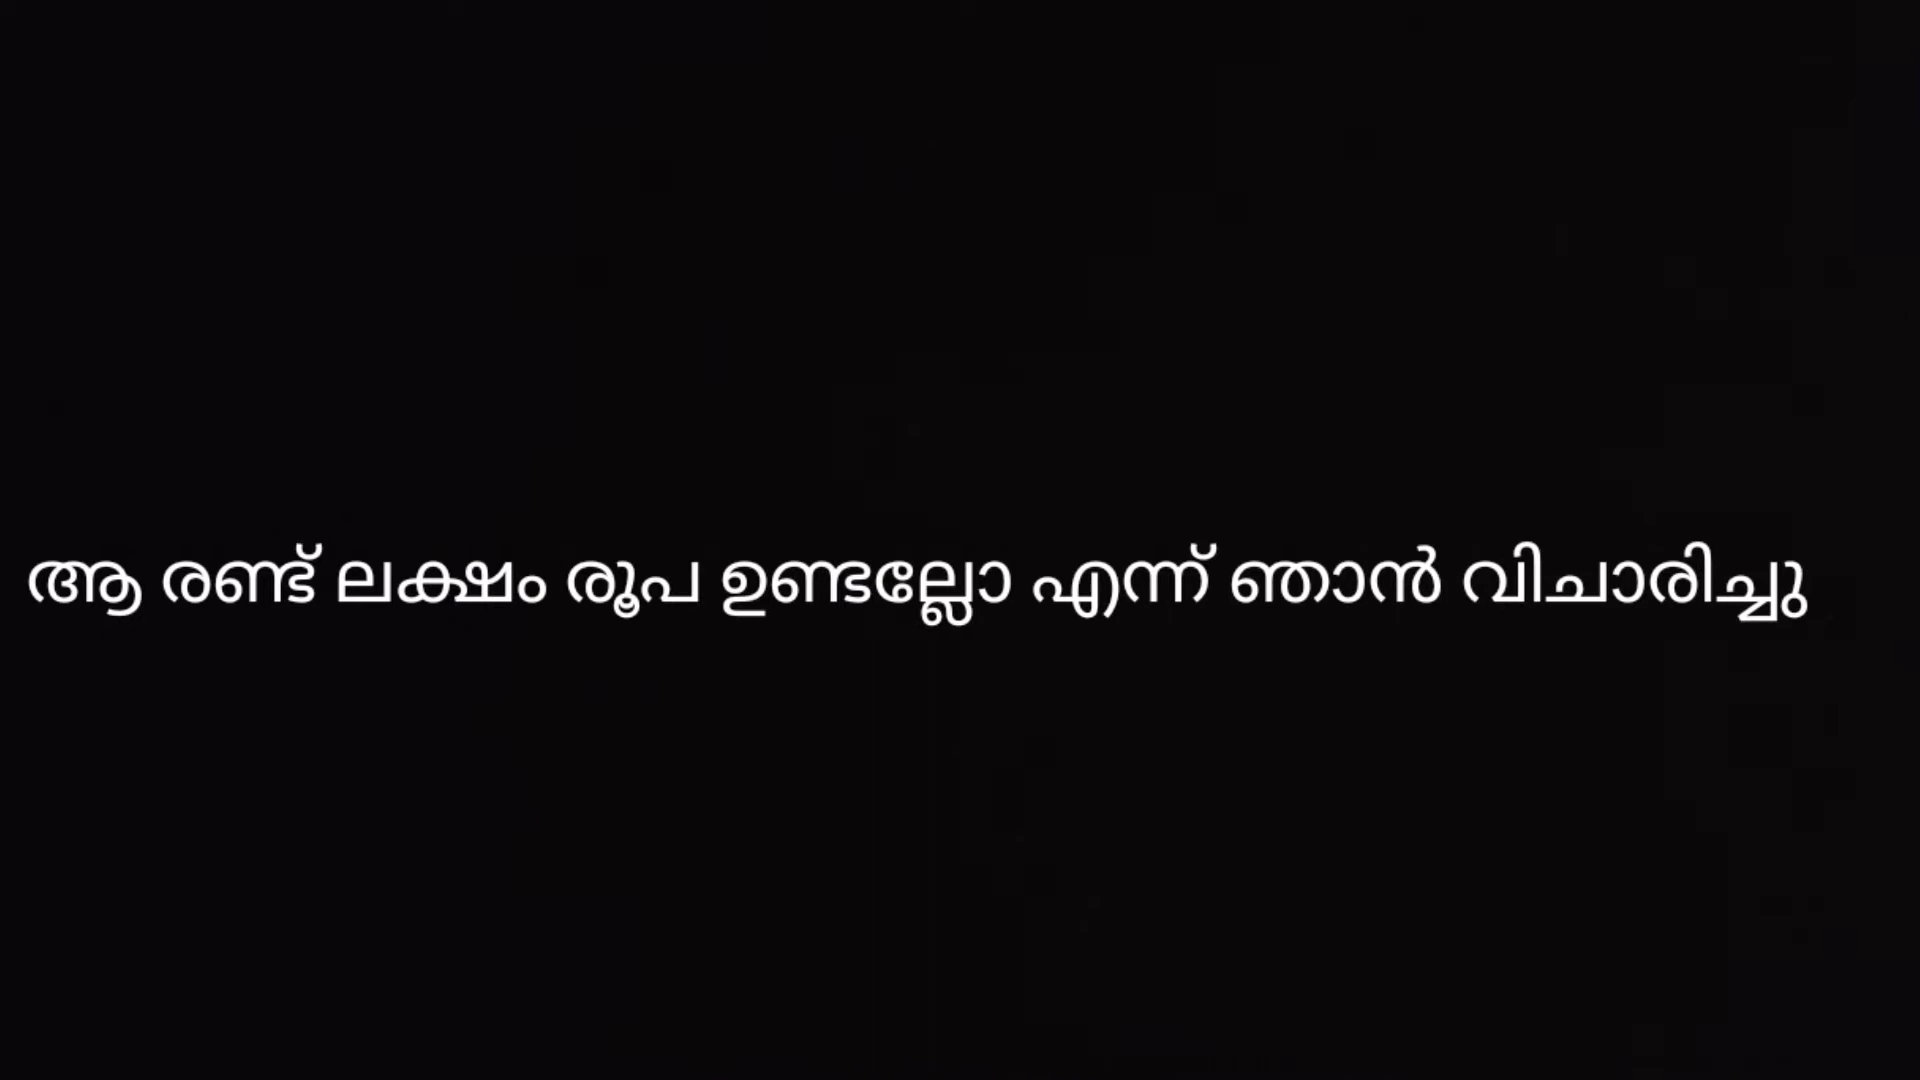 ആ രണ്ട് ലക്ഷം രൂപ ഉണ്ടല്ലോ എന്ന് ഞാൻ വിചാരിച്ചു